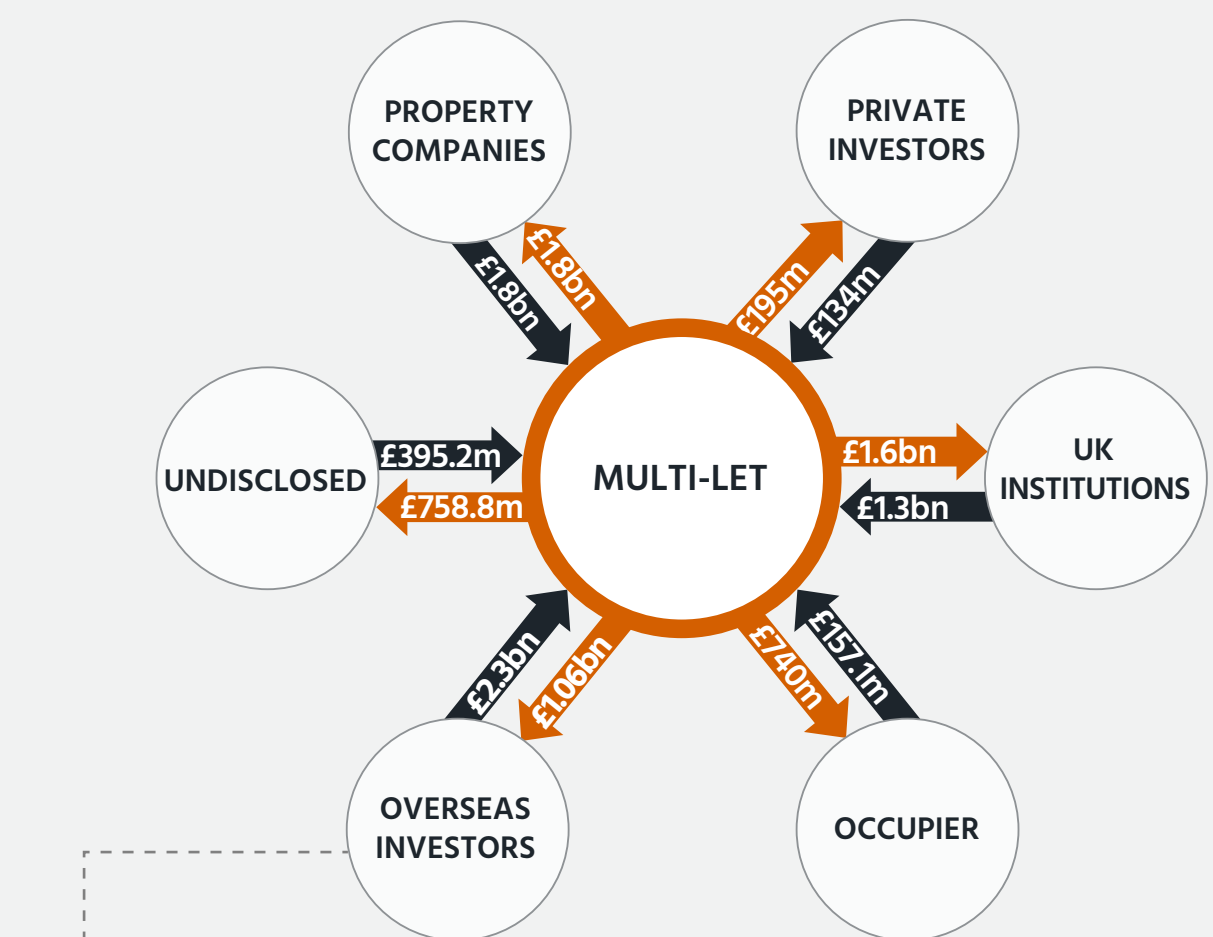 PROPERTY
COMPANIES
PRIVATE
INVESTORS
£1.8bn
£1.8bn
£195m
£134m
UNDISCLOSED
£395.2m
£758.8m
MULTI-LET
£1.6bn
£1.3bn
UK
INSTITUTIONS
£2.3bn
£1.06bn
£740m
£157.1m
OVERSEAS
INVESTORS
OCCUPIER